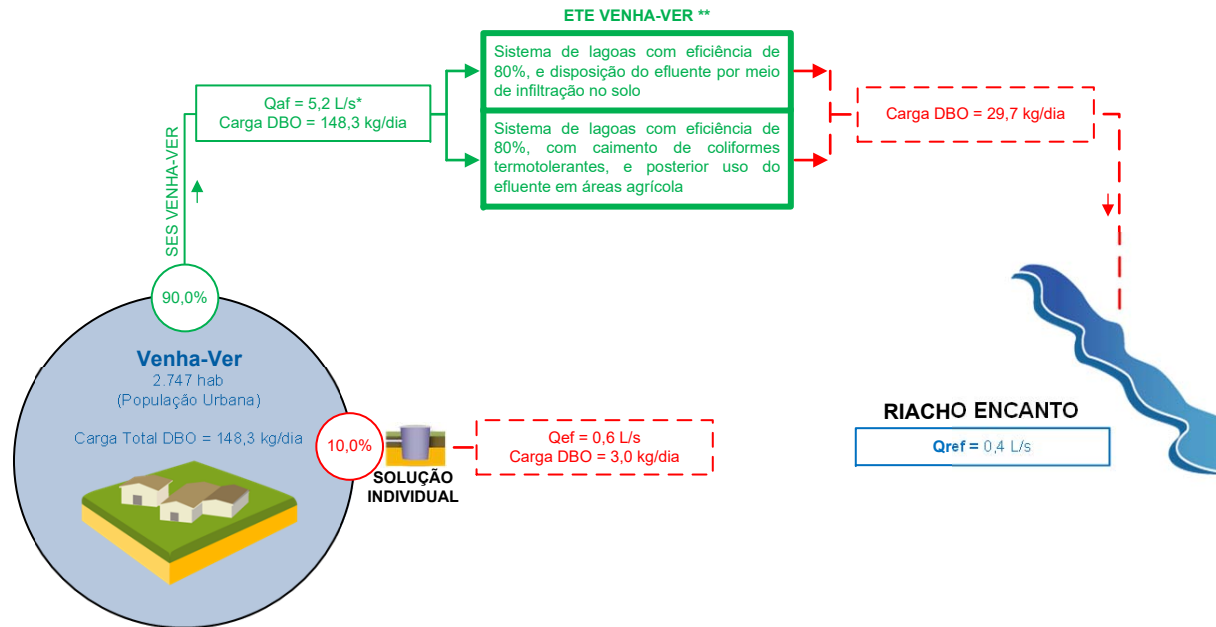 ETE VENHA-VER **
Sistema de lagoas com eficiência de
80%, e disposição do efluente por meio
de infiltração no solo
Sistema de lagoas com eficiência de
80%, com caimento de coliformes
termotolerantes, e posterior uso do
efluente em áreas agrícola
Qaf = 5,2 L/s*
Carga DBO = 148,3 kg/dia
Carga DBO = 29,7 kg/dia
SES VENHA-VER
90,0%
Venha-Ver
2.747 hab
(População Urbana)
Carga Total DBO = 148,3 kg/dia
10,0%
SOLUÇÃO
INDIVIDUAL
Qef = 0,6 L/s
Carga DBO = 3,0 kg/dia
RIACHO ENCANTO
Qref = 0,4 L/s